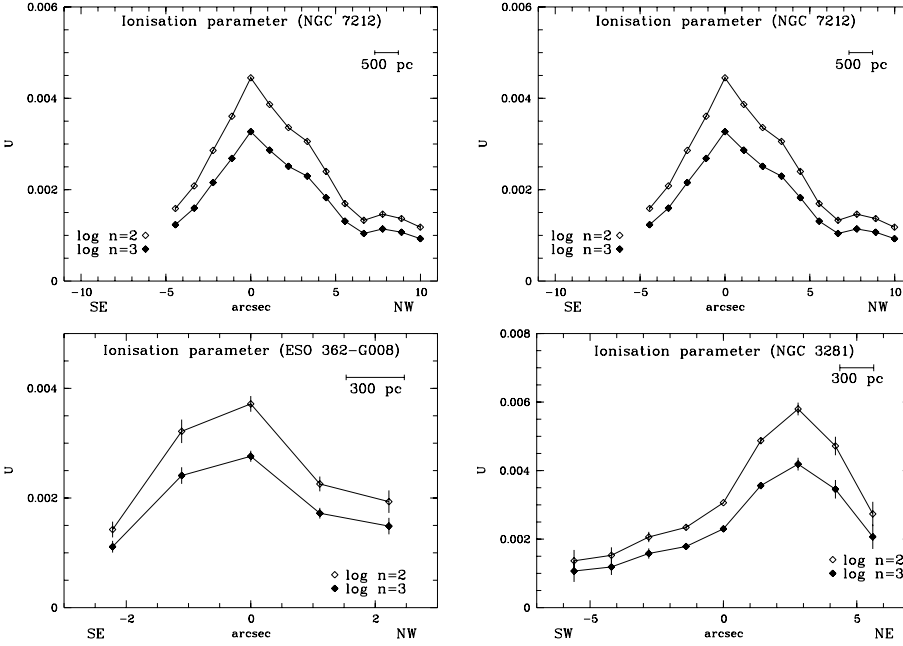 0.006
Ionisation parameter (NGC 7212)
500 pc
0.004
U
0.002
log n=2
log n=3
0
-10 -5 0 5 10
SE arcsec NW
0.006
Ionisation parameter (NGC 7212)
500 pc
0.004
U
0.002
log n=2
log n=3
0
-10 -5 0 5 10
SE arcsec NW
Ionisation parameter (ESO 362-G008)
300 pc
0.004
U
0.002
log n=2
log n=3
0
-2 0 2
SE arcsec NW
0.008
Ionisation parameter (NGC 3281)
300 pc
0.006
0.004
U
0.002
log n=2
log n=3
0
-5 0 5
SW arcsec NE